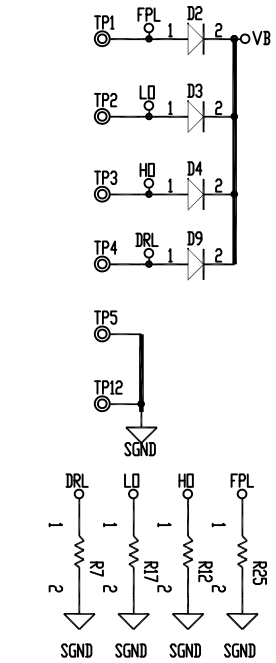 FPL D2
TP1 1 2 VB
LO D3
TP2 1 2
HO D4
TP3 1 2
DRL D9
TP4 1 2
TP5
TP12
SGND
DRL LO HO FPL
1 1 1 1
R7 R17 R12 R25
2 2 2 2
SGND SGND SGND SGND